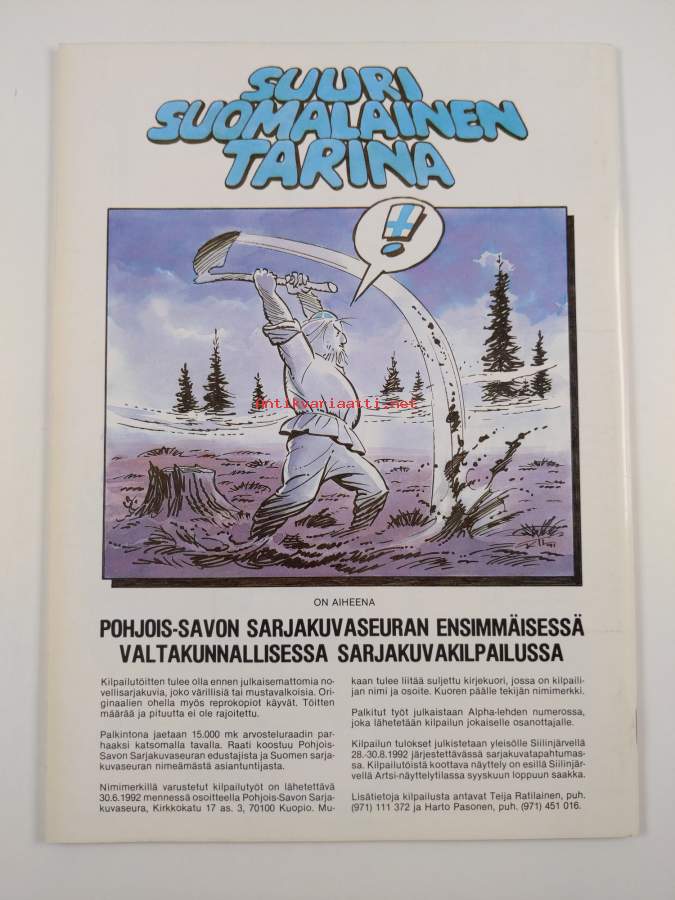 SUURI
SUOMALAINEN
TARINA
!
antikvariaatti.net
ON AIHEENA
POHJOIS-SAVON SARJAKUVASEURAN ENSIMMÄISESSÄ
VALTAKUNNALLISESSA SARJAKUVAKILPAILUSSA
Kilpailutöitten tulee olla ennen julkaisemattomia no-
vellisarjakuvia, joko värillisiä tai mustavalkoisia. Ori-
ginaalien ohella myös reprokopiot käyvät. Töitten
määrää ja pituutta ei ole rajoitettu.
Palkintona jaetaan 15.000 mk arvosteluraadin par-
haaksi katsomalla tavalla. Raati koostuu Pohjois-
Savon Sarjakuvaseuran edustajista ja Suomen sarja-
kuvaseuran nimeämästä asiantuntijasta.
Nimimerkillä varustetut kilpailutyöt on lähetettävä
30.6.1992 mennessä osoitteella Pohjois-Savon Sarja-
kuvaseura, Kirkkokatu 17 as. 3, 70100 Kuopio. Mu-
kaan tulee liitää suljettu kirjekuori, jossa on kilpaili-
jan nimi ja osoite. Kuoren päälle tekijän nimimerkki.
Palkitut työt julkaistaan Alpha-lehden numerossa,
joka lähetetään kilpailun jokaiselle osanottajalle.
Kilpailun tulokset julkistetaan yleisölle Siilinjärvellä
28.-30.8.1992 järjestettävässä sarjakuvatapahtumas-
sa. Kilpailutöistä koottava näyttely on esillä Siilinjär-
vellä Artsi-näyttelytilassa syyskuun loppuun saakka.
Lisätietoja kilpailusta antavat Teija Ratilainen, puh.
(971) 111 372 ja Harto Pasonen, puh. (971) 451 016.